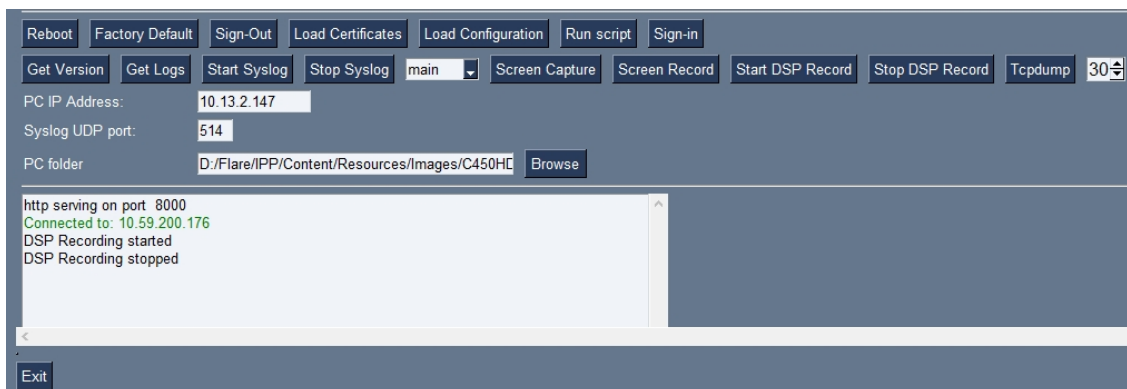 Reboot Factory Default Sign-Out Load Certificates Load Configuration Run script Sign-in
Get Version Get Logs Start Syslog Stop Syslog main Screen Capture Screen Record Start DSP Record Stop DSP Record Tcpdump 30
PC IP Address: 10.13.2.147
Syslog UDP port: 514
PC folder D:/Flare/IPP/Content/Resources/Images/C450HD Browse
http serving on port 8000
Connected to: 10.59.200.176
DSP Recording started
DSP Recording stopped
Exit